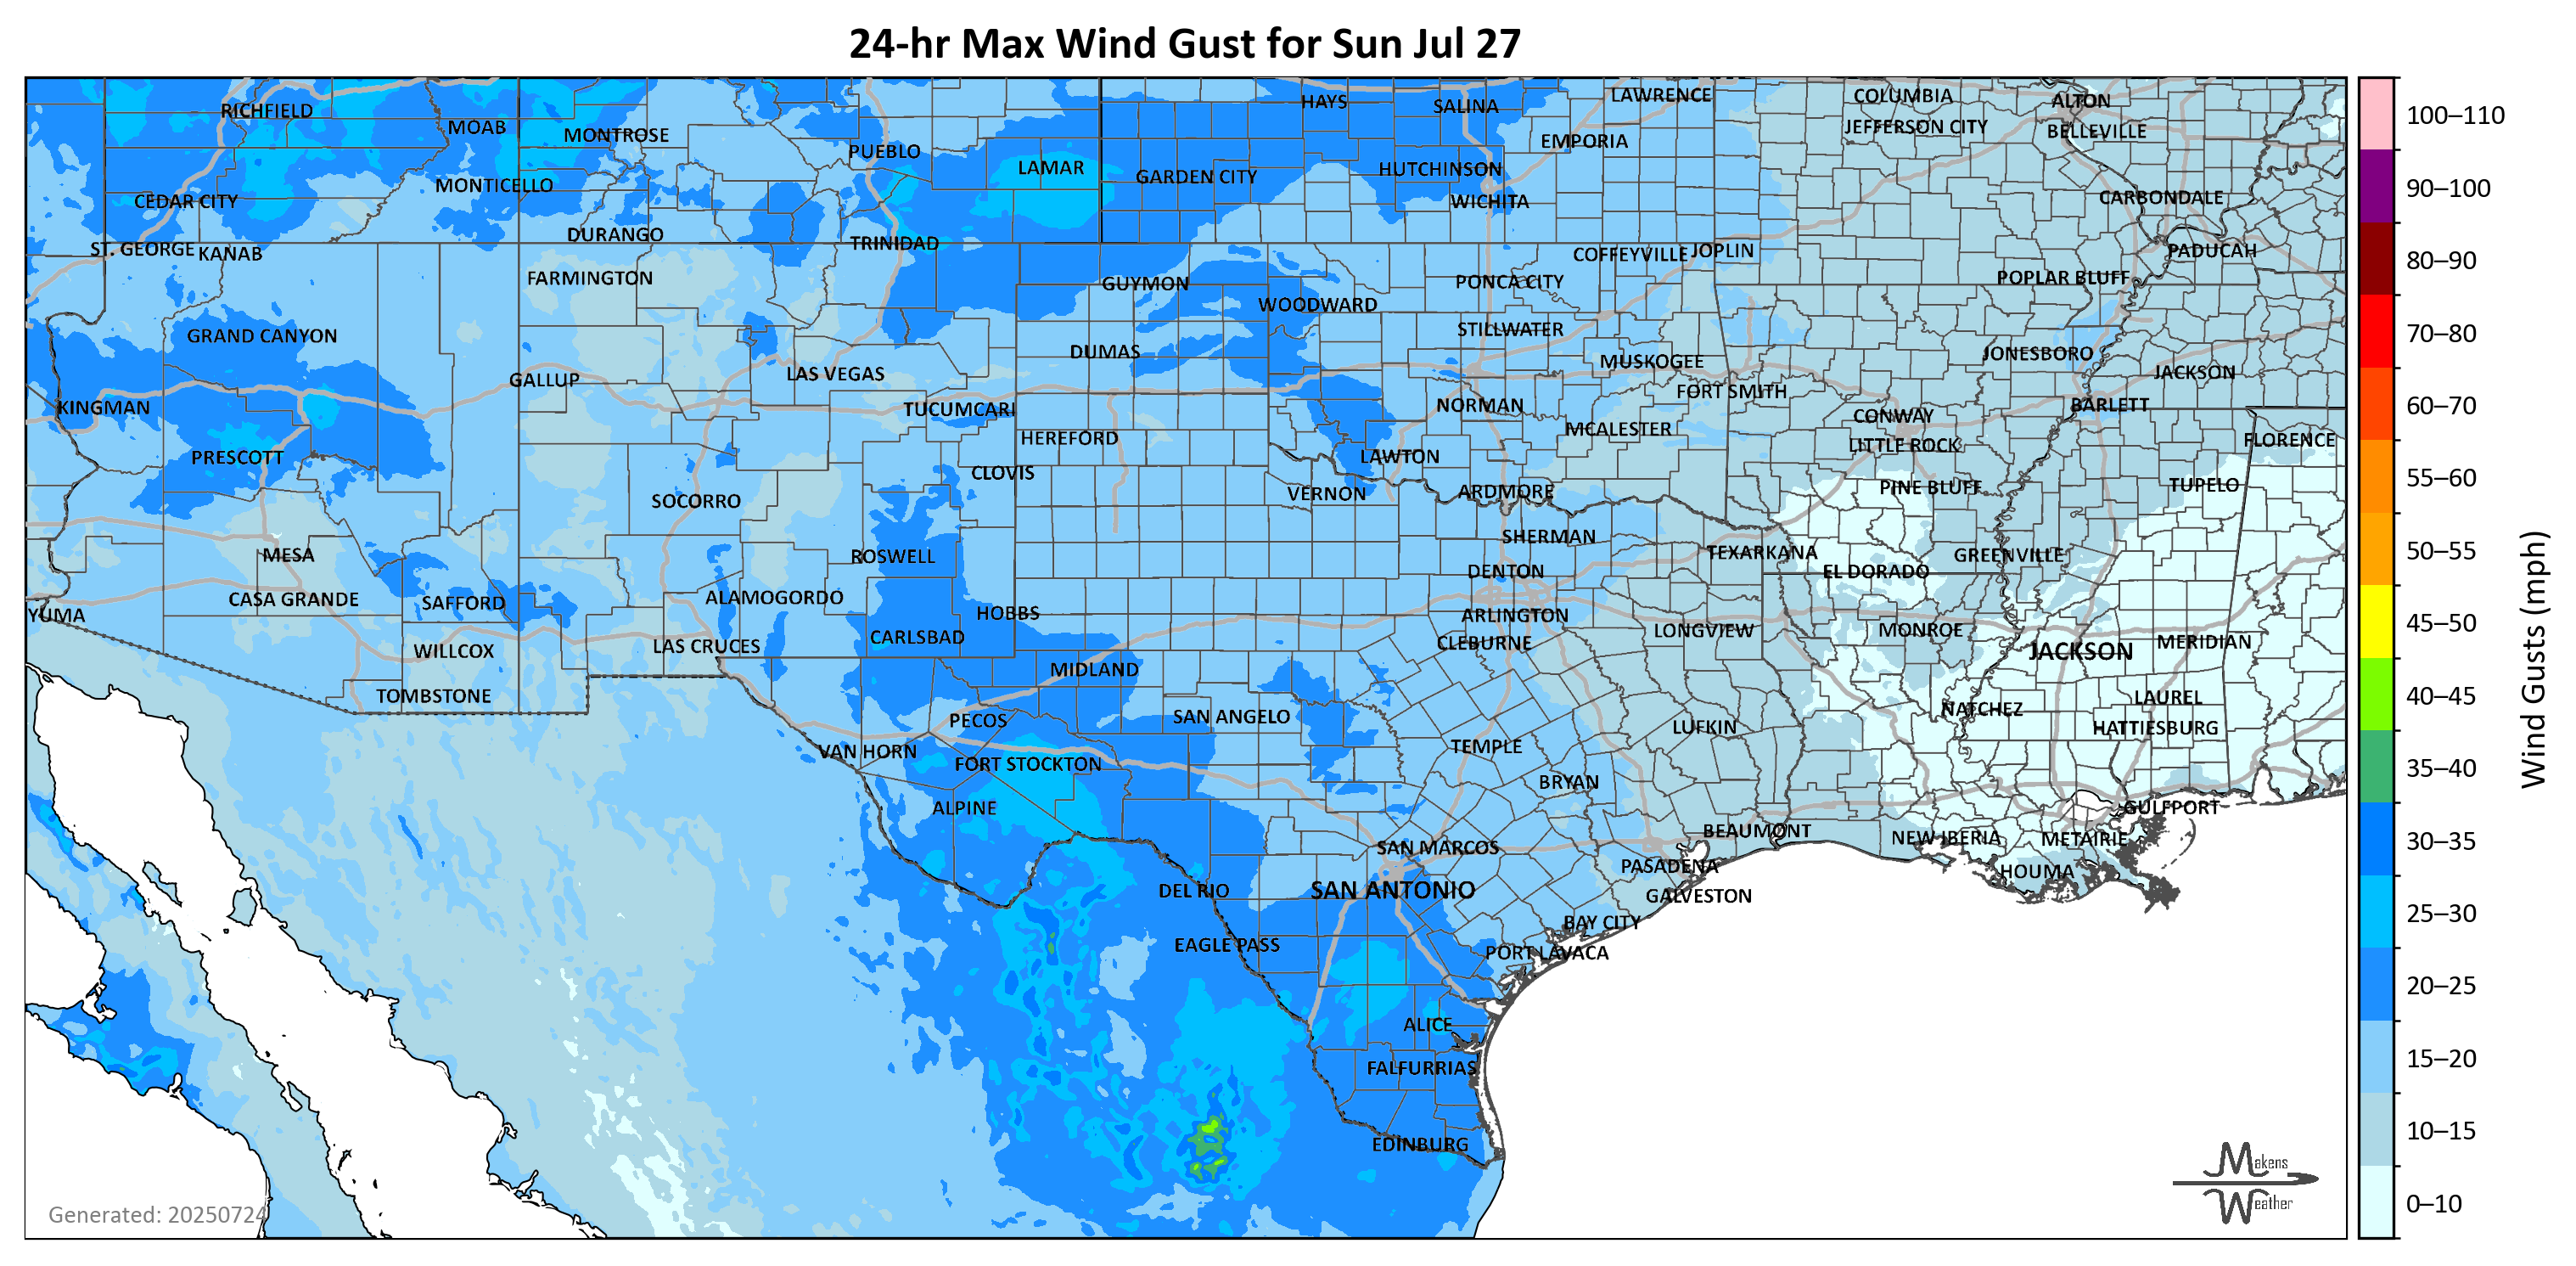 24-hr Max Wind Gust for Sun Jul 27
RICHFIELD
MOAB
MONTROSE
PUEBLO
LAMAR
HAYS
SALINA
LAWRENCE
COLUMBIA
ALTON
EMPORIA
JEFFERSON CITY
BELLEVILLE
CEDAR CITY
MONTICELLO
GARDEN CITY
HUTCHINSON
WICHITA
CARBONDALE
ST. GEORGE
KANAB
DURANGO
TRINIDAD
COFFEYVILLE
JOPLIN
PADUCAH
FARMINGTON
GUYMON
WOODWARD
PONCA CITY
POPLAR BLUFF
GRAND CANYON
DUMAS
STILLWATER
MUSKOGEE
JONESBORO
JACKSON
KINGMAN
GALLUP
LAS VEGAS
TUCUMCARI
NORMAN
FORT SMITH
CONWAY
BARLETT
PRESCOTT
HEREFORD
MCALESTER
LITTLE ROCK
FLORENCE
CLOVIS
LAWTON
SOCORRO
VERNON
ARDMORE
PINE BLUFF
TUPELO
MESA
ROSWELL
SHERMAN
TEXARKANA
GREENVILLE
YUMA
CASA GRANDE
SAFFORD
ALAMOGORDO
HOBBS
DENTON
ARLINGTON
EL DORADO
WILLCOX
LAS CRUCES
CARLSBAD
CLEBURNE
LONGVIEW
MONROE
JACKSON
MERIDIAN
TOMBSTONE
MIDLAND
PECOS
SAN ANGELO
LUFKIN
NATCHEZ
LAUREL
HATTIESBURG
VAN HORN
FORT STOCKTON
TEMPLE
BRYAN
ALPINE
GULFPORT
SAN MARCOS
BEAUMONT
NEW IBERIA
METAIRIE
DEL RIO
SAN ANTONIO
PASADENA
GALVESTON
HOUMA
EAGLE PASS
BAY CITY
PORT LAVACA
ALICE
FALFURRIAS
EDINBURG
Generated: 20250724
Makens
Weather
100–110
90–100
80–90
70–80
60–70
55–60
50–55
45–50
40–45
35–40
30–35
25–30
20–25
15–20
10–15
0–10
Wind Gusts (mph)